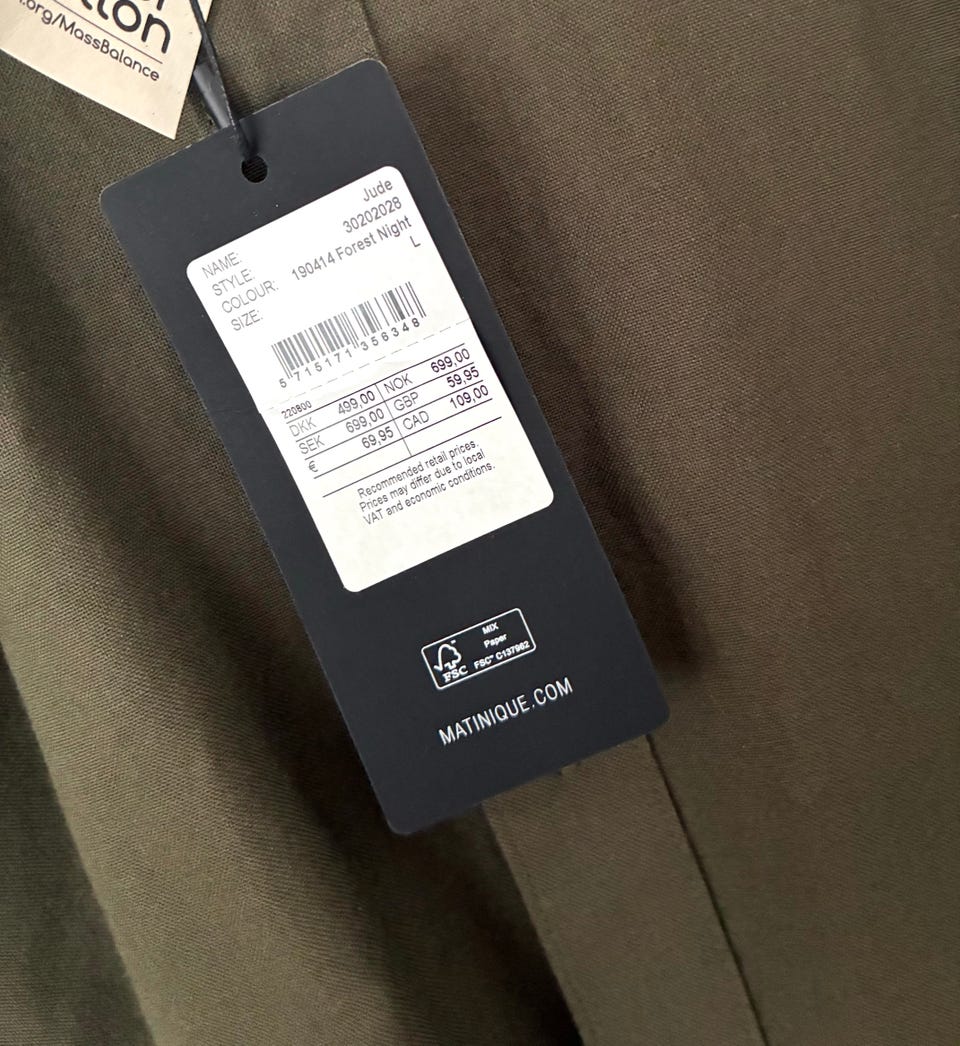 .org/MassBalance
NAME: Jude
STYLE: 30202028
COLOUR: 190414 Forest Night
SIZE: L
5 715171 356348
220800
DKK 499,00 NOK 699,00
SEK 699,00 GBP 59,95
€ 69,95 CAD 109,00
Recommended retail prices.
Prices may differ due to local
VAT and economic conditions.
FSC™
MIX
Paper
FSC™ C137962
MATINIQUE.COM